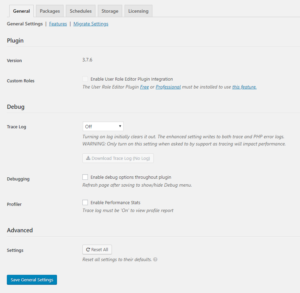 General Packages Schedules Storage Licensing
General Settings | Features | Migrate Settings
Plugin
Version 3.7.9
Custom Roles Enable User Role Editor Plugin Integration
The User Role Editor Plugin Free or Professional must be installed to use this feature.
Debug
Trace Log Off
Turning on log initially clears it out. The enhanced setting writes to both trace and PHP error logs.
WARNING: Only turn on this setting when asked to by support as tracing will impact performance.
Download Trace Log (No Log)
Debugging Enable debug options throughout plugin
Refresh page after saving to show/hide Debug menu.
Profiler Enable Performance Stats
Trace log must be 'On' to view profile report
Advanced
Settings Reset All
Reset all settings to their defaults.
Save General Settings